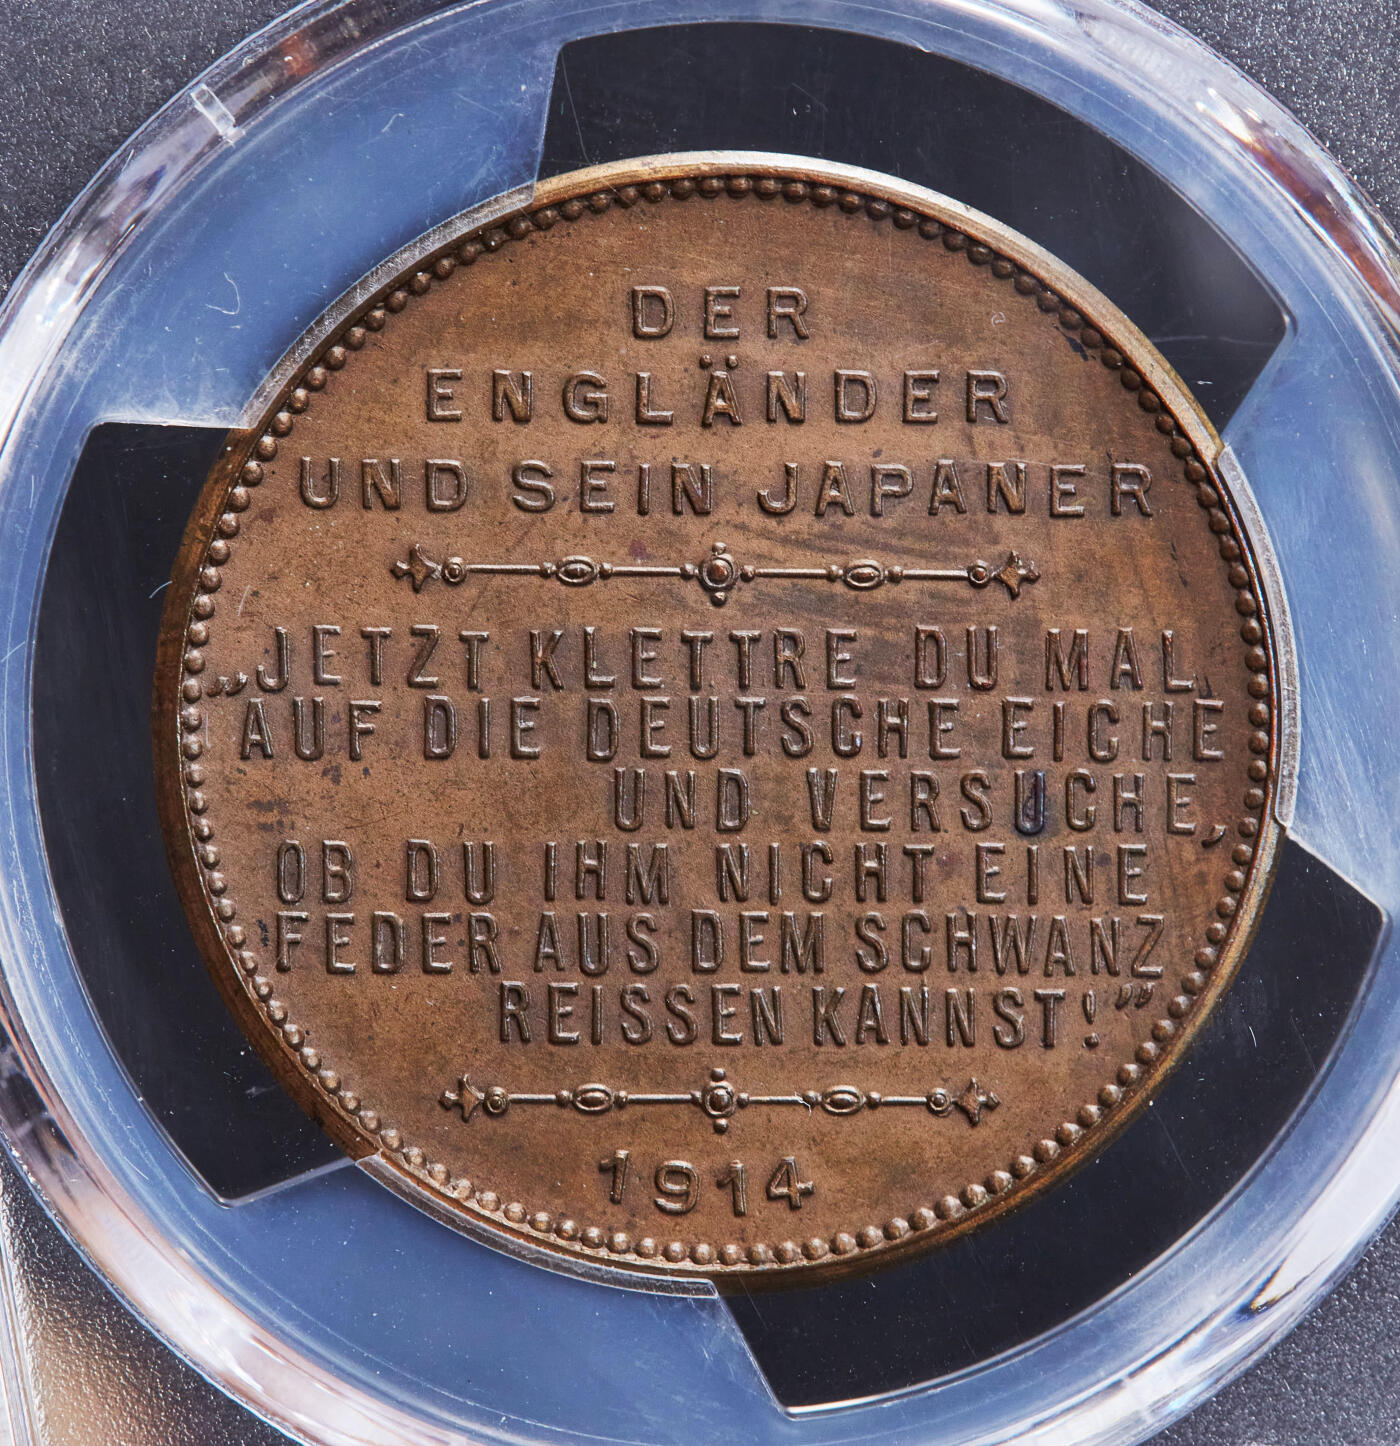 DER
ENGLÄNDER
UND SEIN JAPANER
„JETZT KLETTRE DU MAL
AUF DIE DEUTSCHE EICHE
UND VERSUCHE,
OB DU IHM NICHT EINE
FEDER AUS DEM SCHWANZ
REISSEN KANNST!”
1914